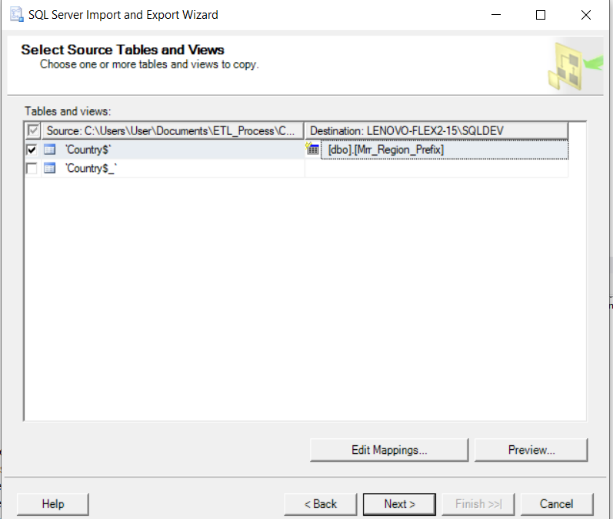 SQL Server Import and Export Wizard
Select Source Tables and Views
Choose one or more tables and views to copy.
Tables and views:
Source: C:\Users\User\Documents\ETL_Process\C... Destination: LENOVO-FLEX2-15\SQLDEV
`Country$` [dbo].[Mrr_Region_Prefix]
`Country$_`
Edit Mappings... Preview...
Help < Back Next > Finish >>| Cancel